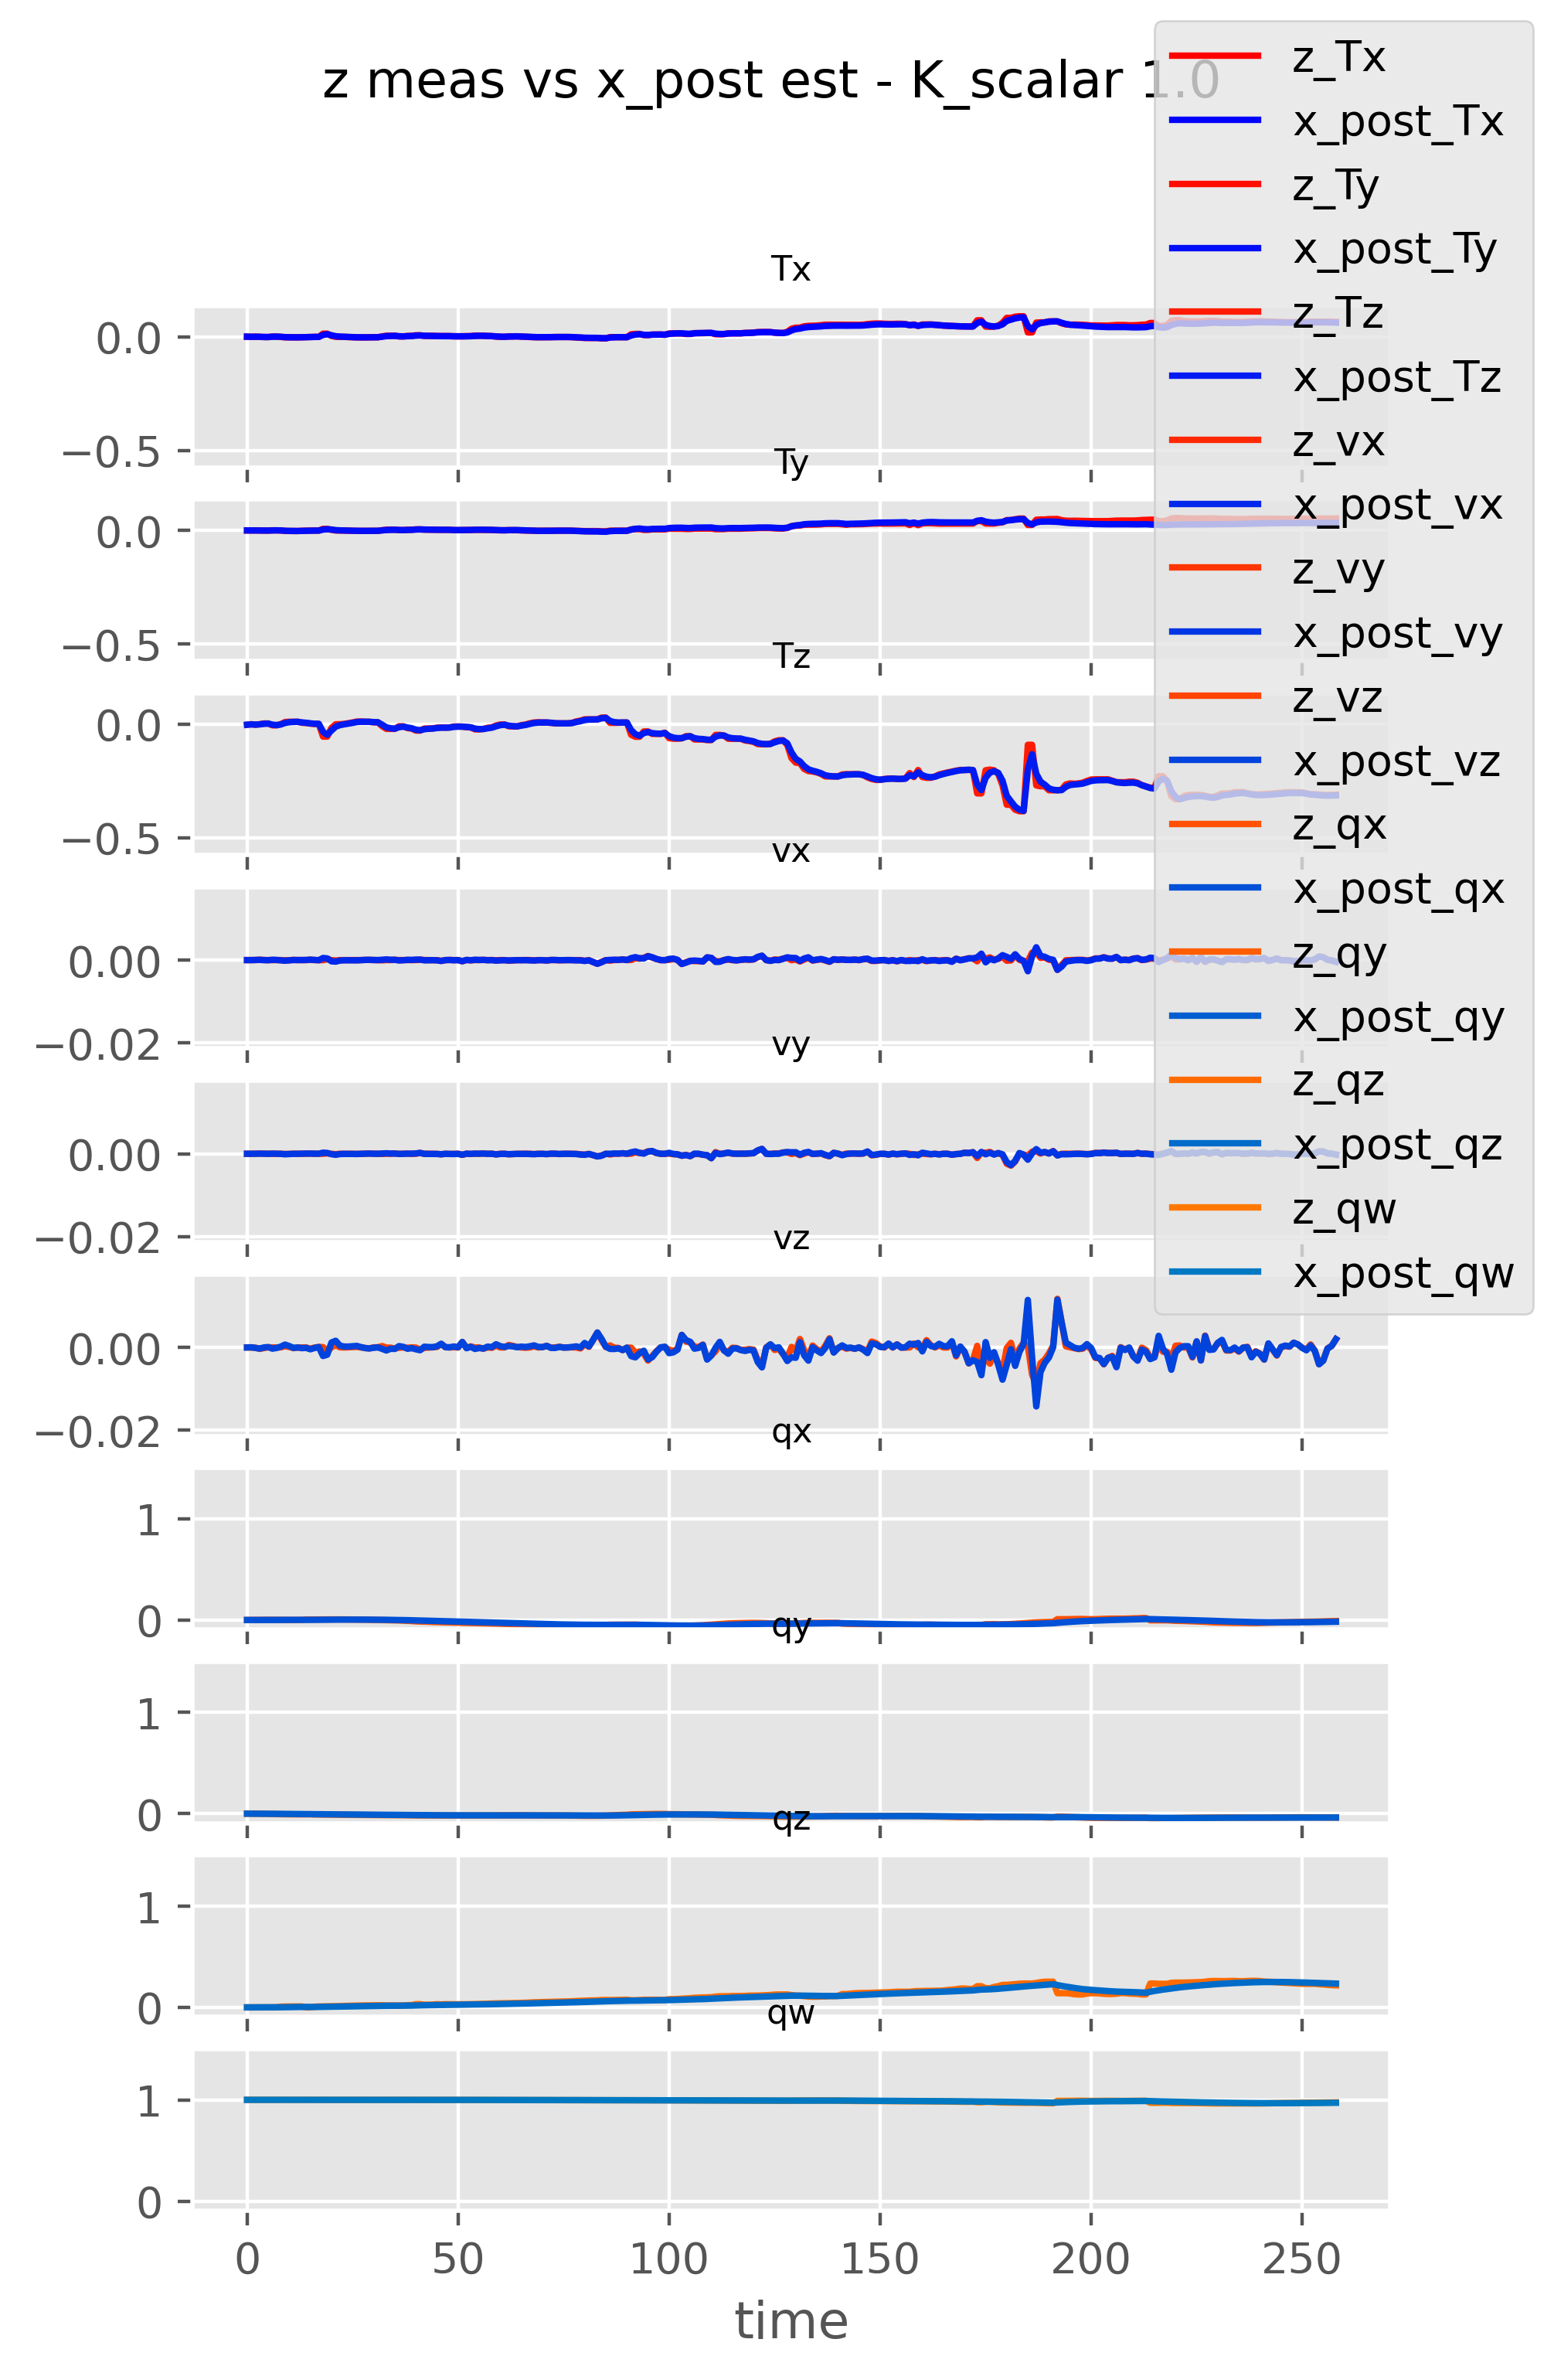 z meas vs x_post est - K_scalar 1.0
z_Tx
x_post_Tx
z_Ty
x_post_Ty
z_Tz
x_post_Tz
z_vx
x_post_vx
z_vy
x_post_vy
z_vz
x_post_vz
z_qx
x_post_qx
z_qy
x_post_qy
z_qz
x_post_qz
z_qw
x_post_qw
Tx
0.0
−0.5
Ty
0.0
−0.5
Tz
0.0
−0.5
vx
0.00
−0.02
vy
0.00
−0.02
vz
0.00
−0.02
qx
1
0
qy
1
0
qz
1
0
qw
1
0
0 50 100 150 200 250
time